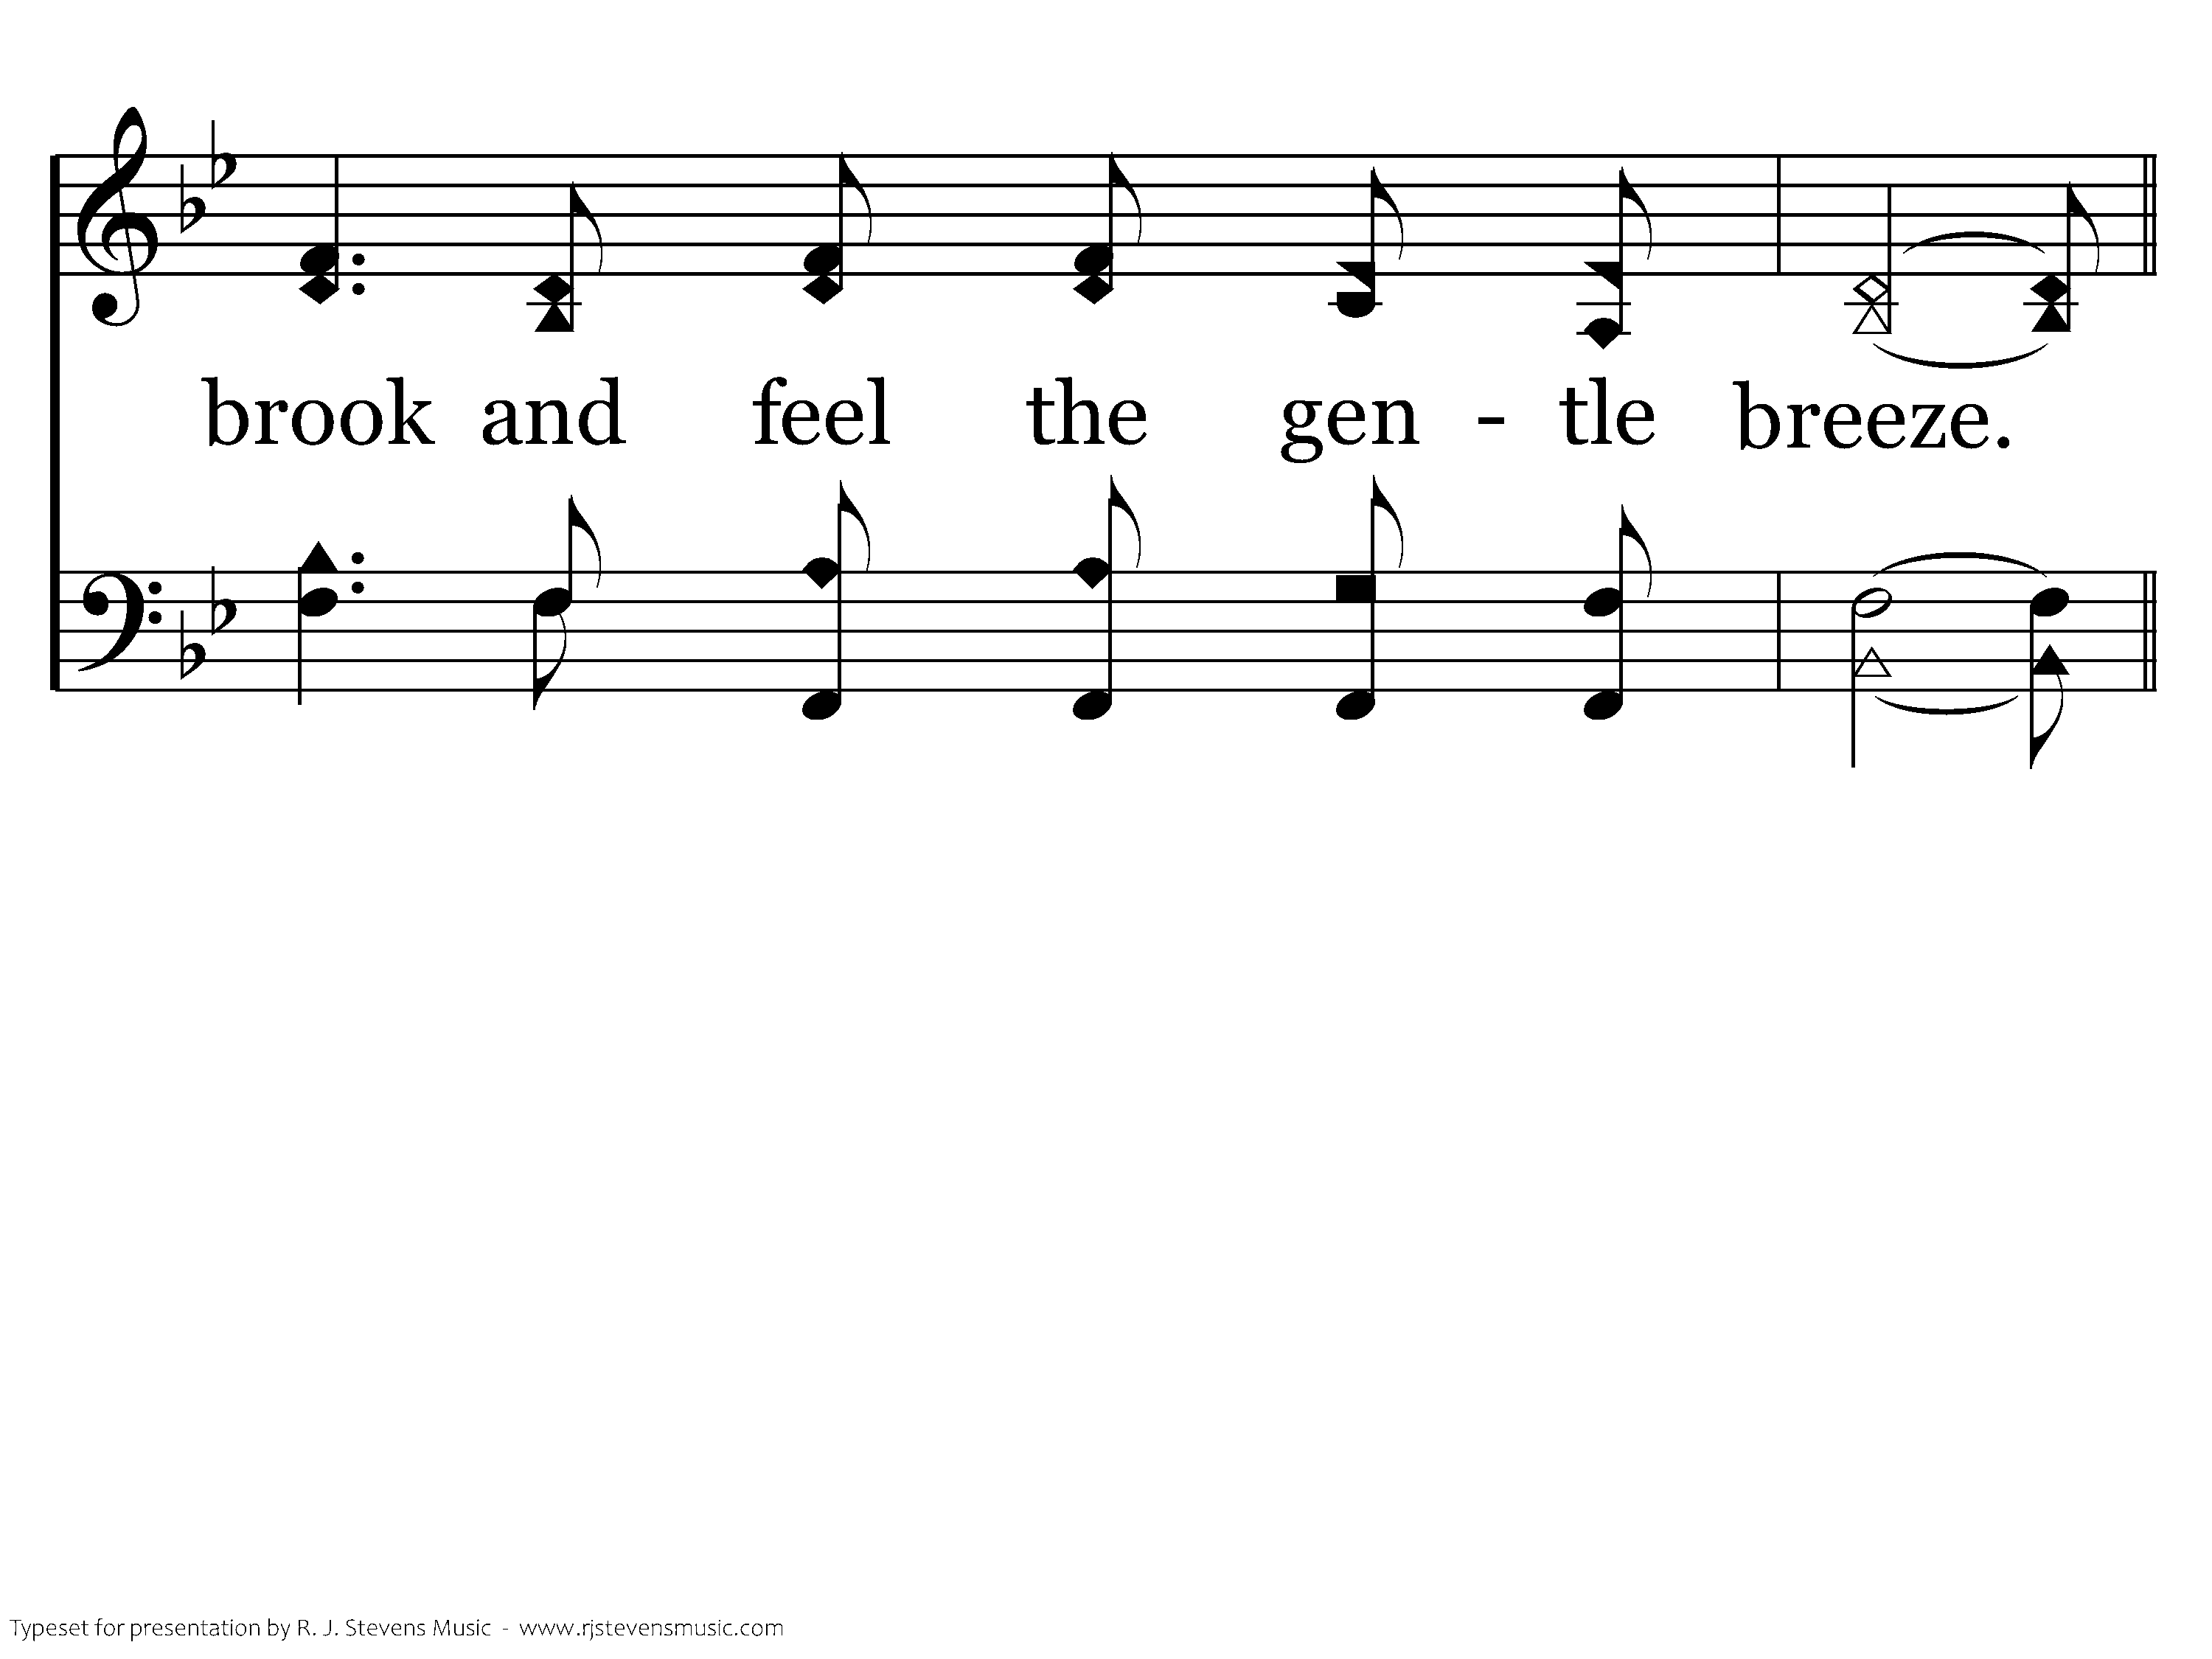 brook and feel the gen - tle breeze.
Typeset for presentation by R. J. Stevens Music - www.rjstevensmusic.com